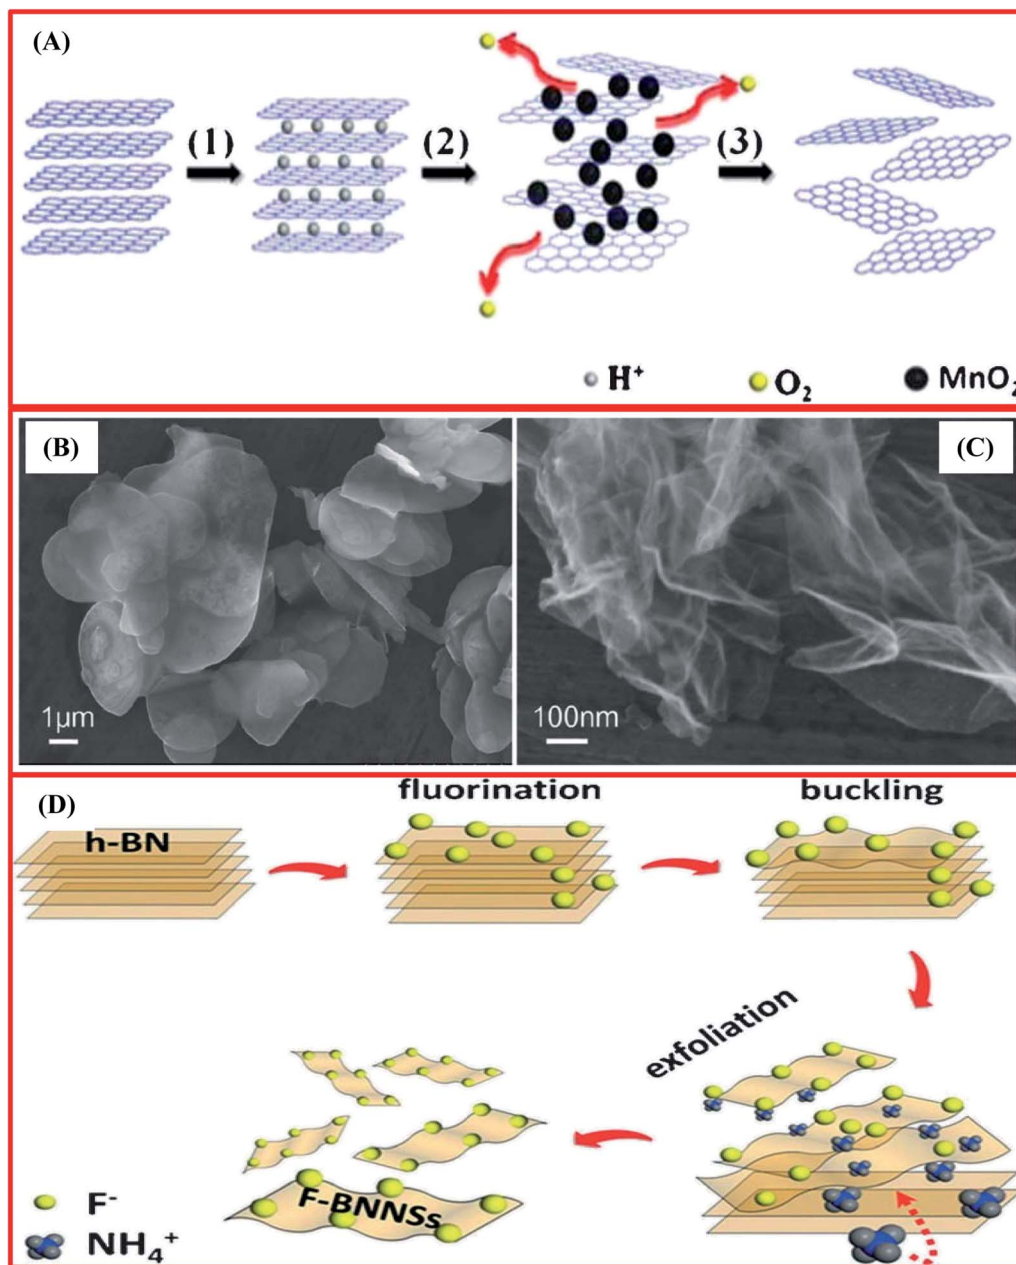 (A)
(1)
(2)
(3)
H⁺
O₂
MnO₂
(B)
(C)
1μm
100nm
(D)
fluorination
buckling
h-BN
exfoliation
F-BNNSs
F⁻
NH₄⁺